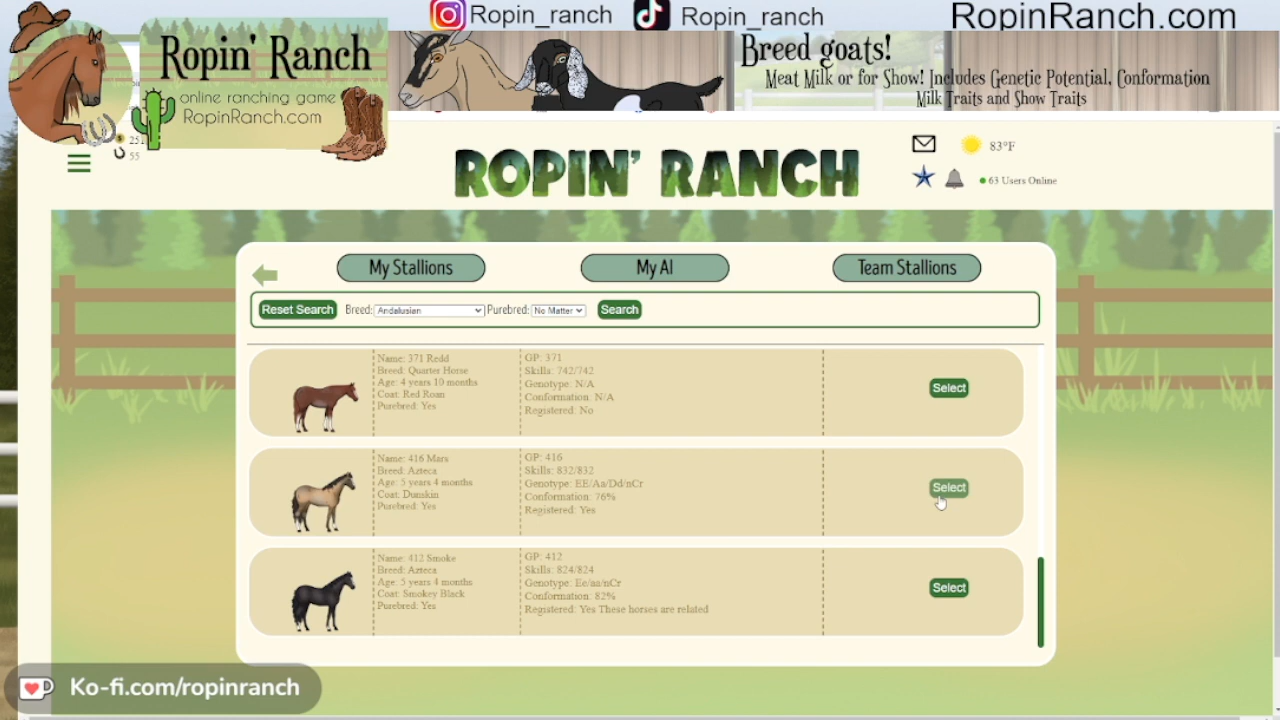 Ropin_ranch
Ropin_ranch
RopinRanch.com
Ropin' Ranch
online ranching game
RopinRanch.com
Breed goats!
Meat Milk or for Show! Includes Genetic Potential, Conformation
Milk Traits and Show Traits
251
55
ROPIN' RANCH
83°F
63 Users Online
My Stallions
My AI
Team Stallions
Reset Search Breed: Andalusian Purebred: No Matter Search
Name: 371 Redd
Breed: Quarter Horse
Age: 4 years 10 months
Coat: Red Roan
Purebred: Yes
GP: 371
Skills: 742/742
Genotype: N/A
Conformation: N/A
Registered: No
Select
Name: 416 Mars
Breed: Azteca
Age: 5 years 4 months
Coat: Dunskin
Purebred: Yes
GP: 416
Skills: 832/832
Genotype: EE/Aa/Dd/nCr
Conformation: 76%
Registered: Yes
Select
Name: 412 Smoke
Breed: Azteca
Age: 5 years 4 months
Coat: Smokey Black
Purebred: Yes
GP: 412
Skills: 824/824
Genotype: Ee/aa/nCr
Conformation: 82%
Registered: Yes These horses are related
Select
Ko-fi.com/ropinranch